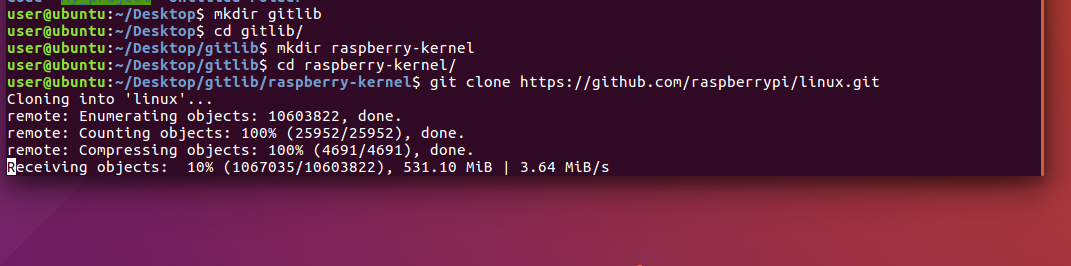 user@ubuntu:~/Desktop$ mkdir gitlib
user@ubuntu:~/Desktop$ cd gitlib/
user@ubuntu:~/Desktop/gitlib$ mkdir raspberry-kernel
user@ubuntu:~/Desktop/gitlib$ cd raspberry-kernel/
user@ubuntu:~/Desktop/gitlib/raspberry-kernel$ git clone https://github.com/raspberrypi/linux.git
Cloning into 'linux'...
remote: Enumerating objects: 10603822, done.
remote: Counting objects: 100% (25952/25952), done.
remote: Compressing objects: 100% (4691/4691), done.
Receiving objects:  10% (1067035/10603822), 531.10 MiB | 3.64 MiB/s